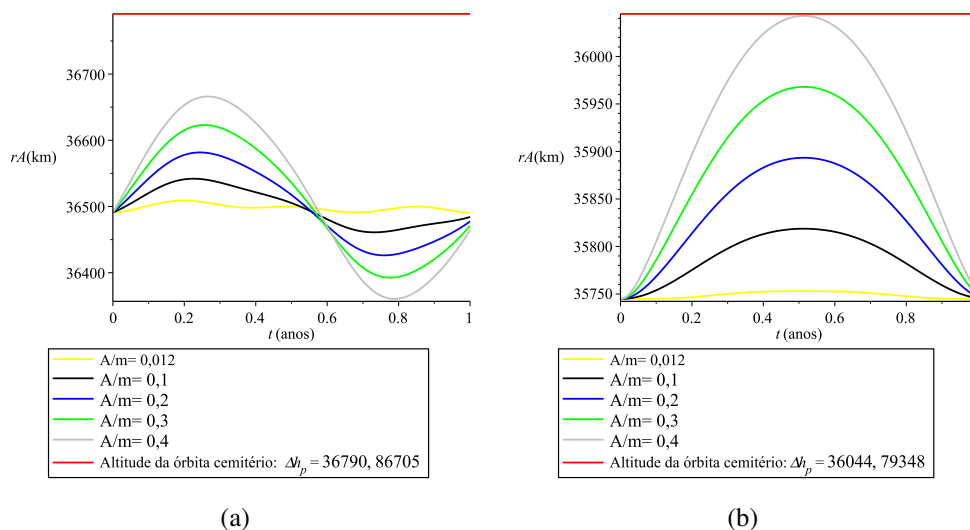 36700
36600
rA(km)
36500
36400
0
0.2
0.4
0.6
0.8
1
t (anos)
A/m= 0,012
A/m= 0,1
A/m= 0,2
A/m= 0,3
A/m= 0,4
Altitude da órbita cemitério: Δh_p = 36790, 86705
(a)
36000
35950
35900
rA(km)
35850
35800
35750
0
0.2
0.4
0.6
0.8
t (anos)
A/m= 0,012
A/m= 0,1
A/m= 0,2
A/m= 0,3
A/m= 0,4
Altitude da órbita cemitério: Δh_p = 36044, 79348
(b)